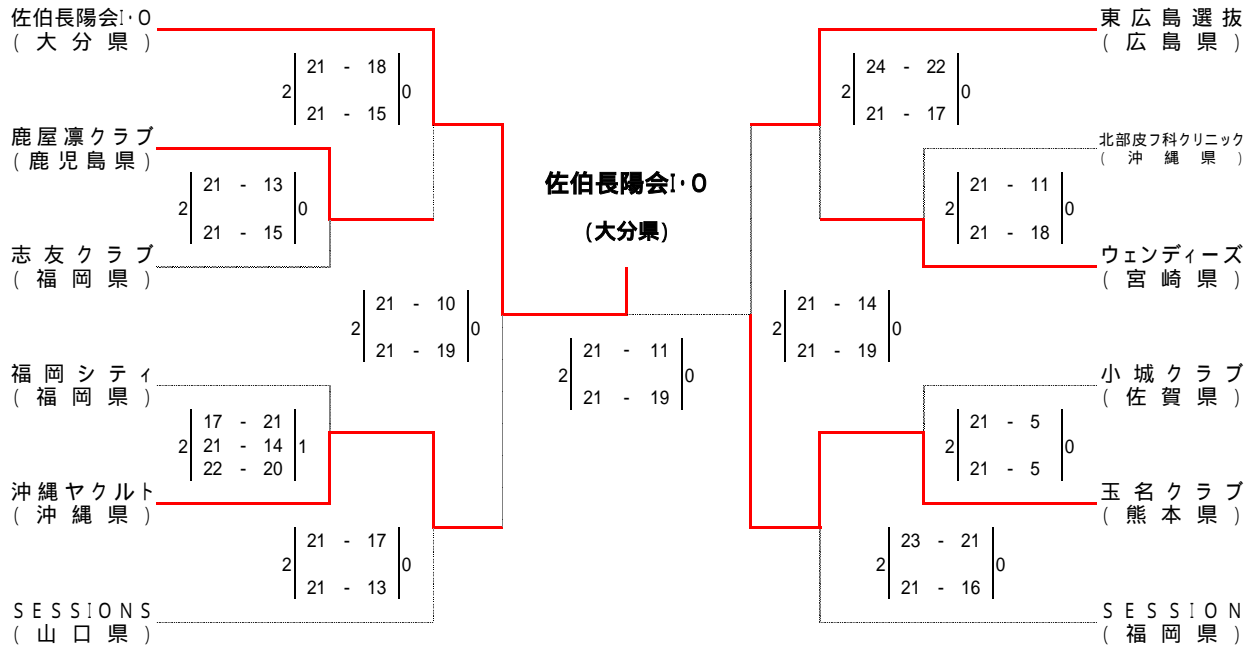 佐伯長陽会I・O
(大分県)
21 - 18
2 0
21 - 15
鹿屋凛クラブ
(鹿児島県)
21 - 13
2 0
21 - 15
志友クラブ
(福岡県)
21 - 10
2 0
21 - 19
福岡シティ
(福岡県)
17 - 21
2 21 - 14 1
22 - 20
沖縄ヤクルト
(沖縄県)
21 - 17
2 0
21 - 13
SESSIONS
(山口県)
佐伯長陽会I・O
(大分県)
21 - 11
2 0
21 - 19
東広島選抜
(広島県)
24 - 22
2 0
21 - 17
北部皮フ科クリニック
(沖縄県)
21 - 11
2 0
21 - 18
ウェンディーズ
(宮崎県)
21 - 14
2 0
21 - 19
小城クラブ
(佐賀県)
21 - 5
2 0
21 - 5
玉名クラブ
(熊本県)
23 - 21
2 0
21 - 16
SESSION
(福岡県)